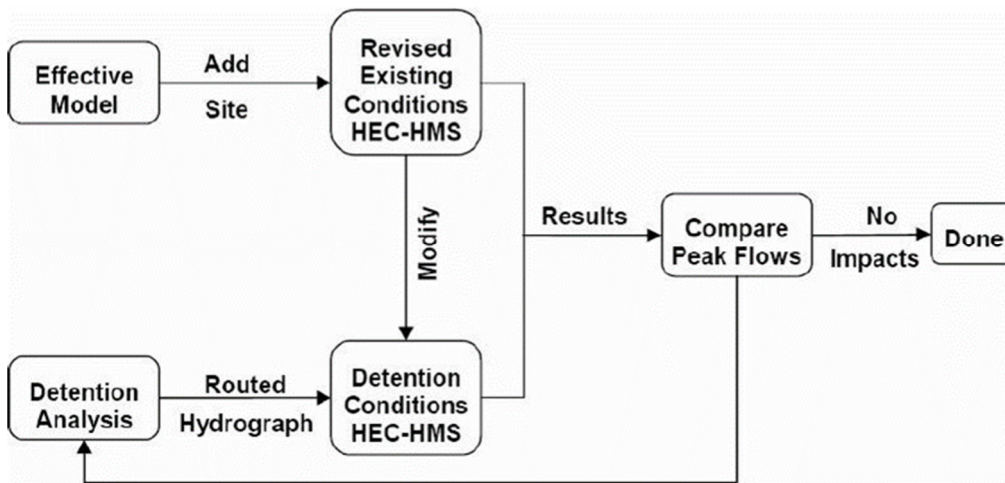 Effective
Model
Add
Site
Revised
Existing
Conditions
HEC-HMS
Modify
Results
Compare
Peak Flows
No
Impacts
Done
Detention
Analysis
Routed
Hydrograph
Detention
Conditions
HEC-HMS